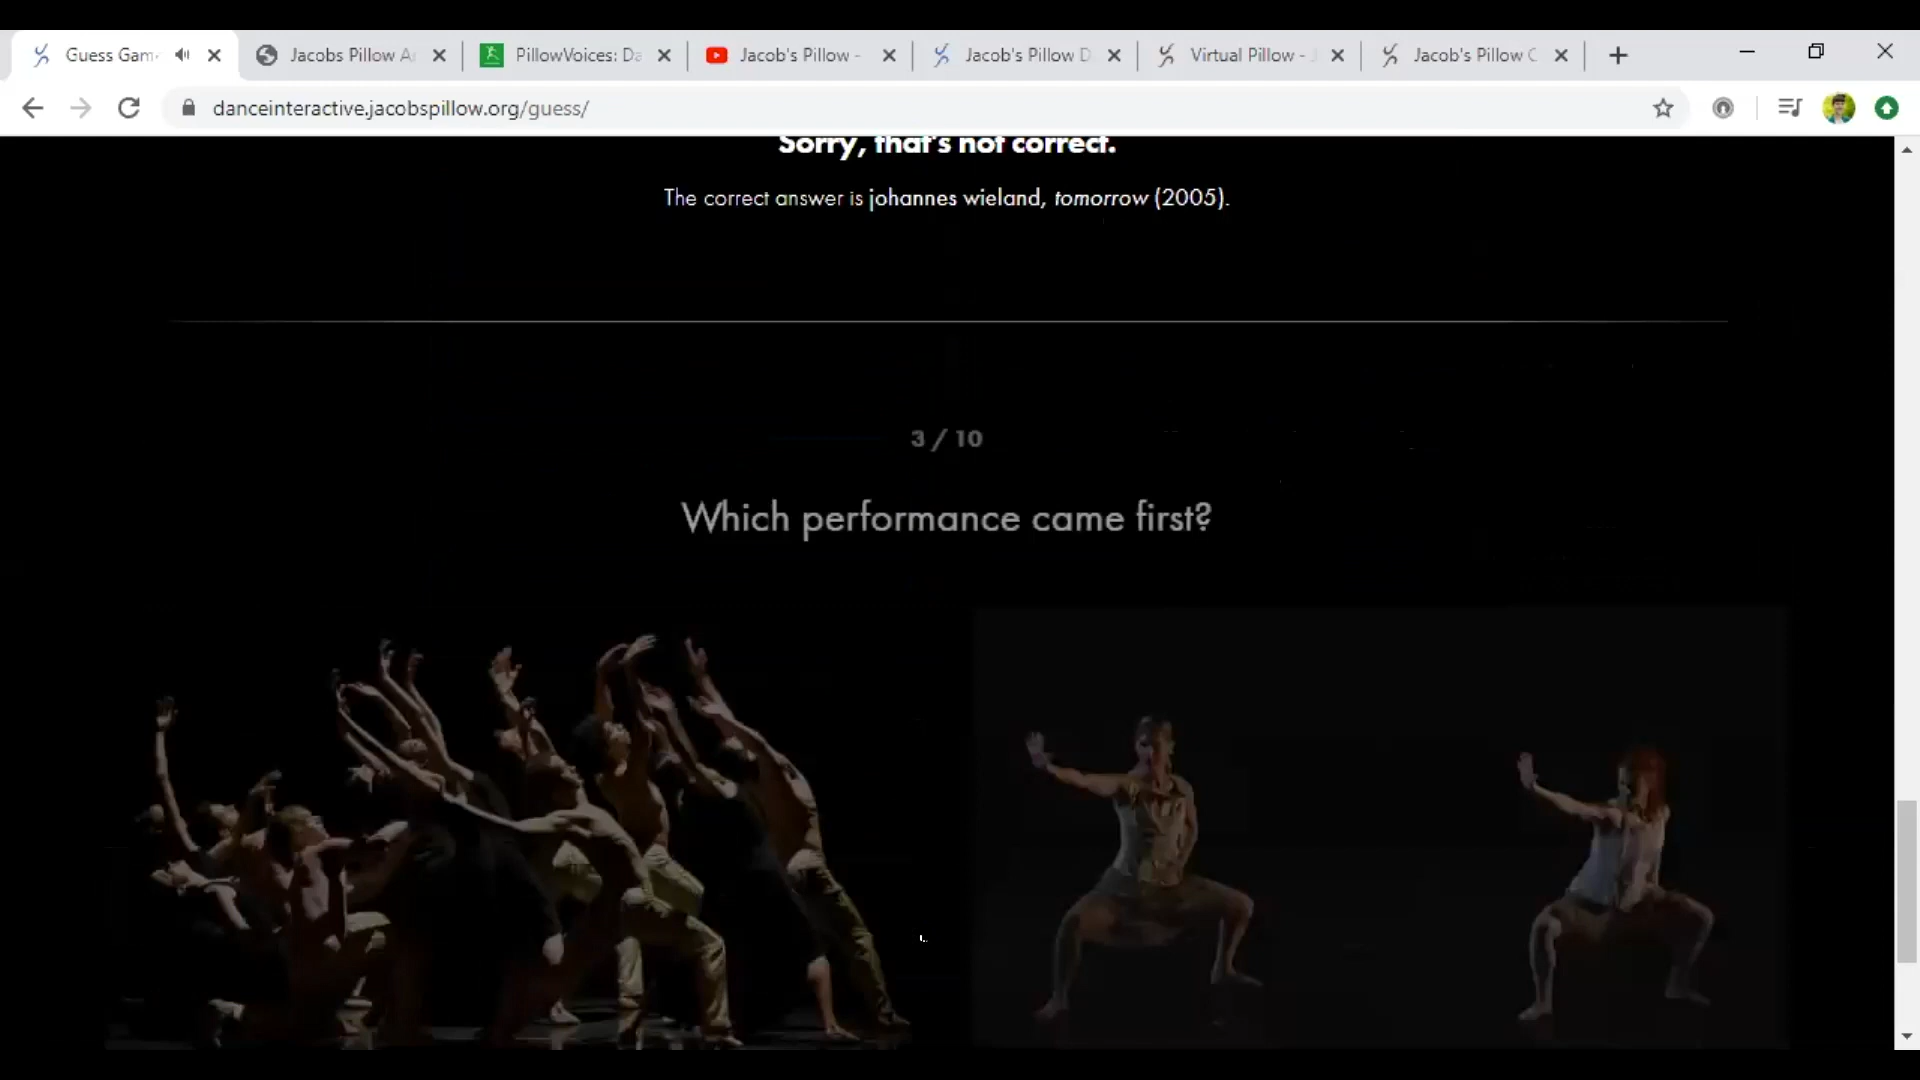 Guess Gam
Jacobs Pillow A
PillowVoices: Da
Jacob's Pillow -
Jacob's Pillow D
Virtual Pillow -
Jacob's Pillow C
danceinteractive.jacobspillow.org/guess/
Sorry, that's not correct.
The correct answer is johannes wieland, tomorrow (2005).
3 / 10
Which performance came first?